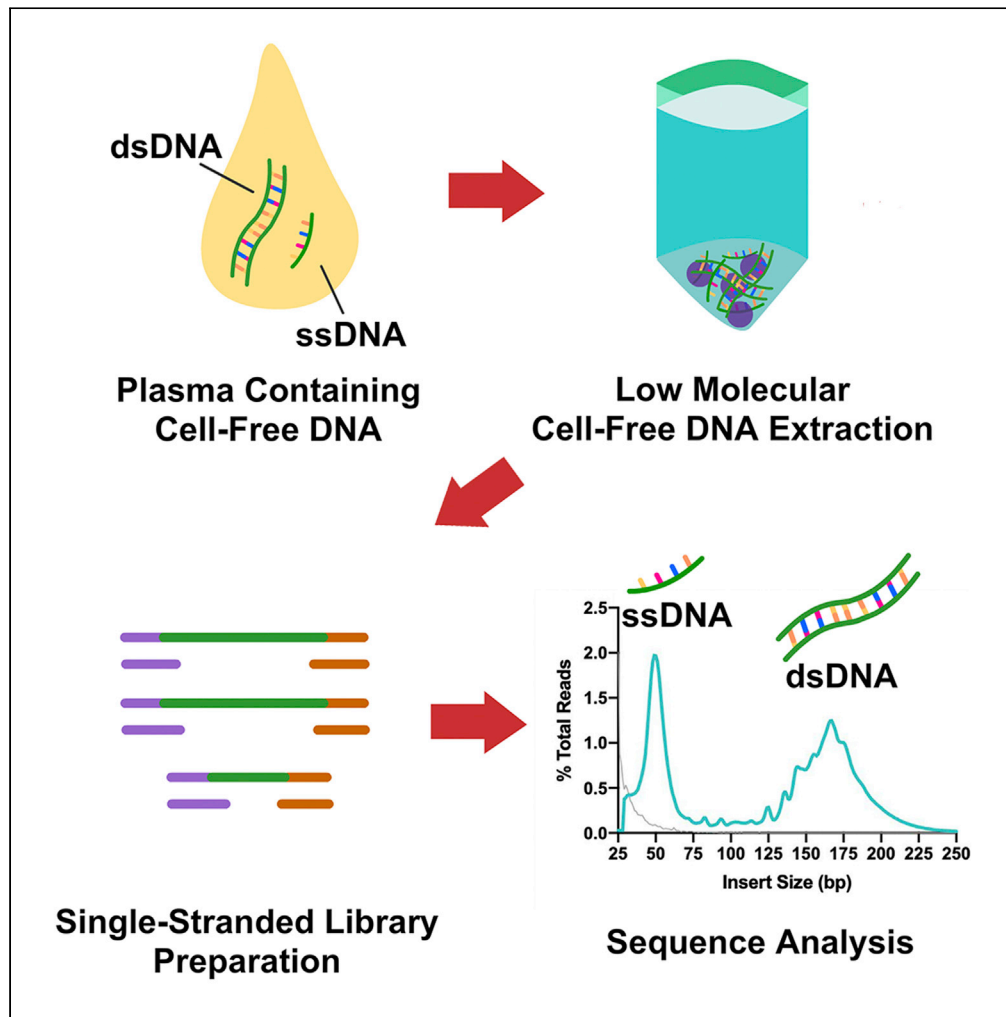 dsDNA
ssDNA
Plasma Containing
Cell-Free DNA
Low Molecular
Cell-Free DNA Extraction
Single-Stranded Library
Preparation
ssDNA
dsDNA
% Total Reads
2.5
2.0
1.5
1.0
0.5
0.0
25 50 75 100 125 150 175 200 225 250
Insert Size (bp)
Sequence Analysis